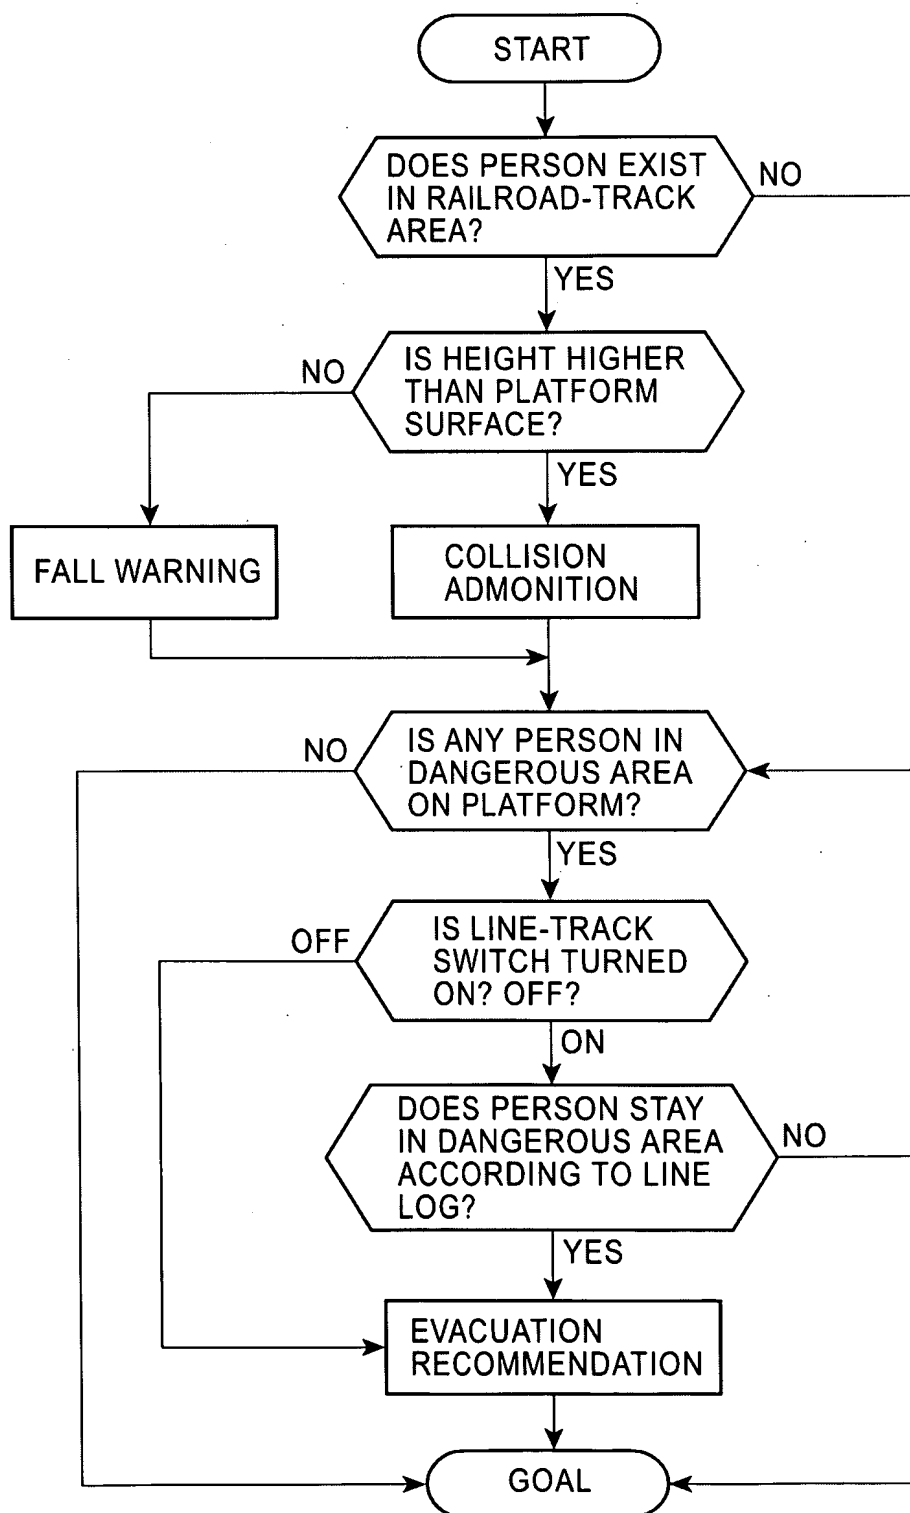 START
DOES PERSON EXIST
IN RAILROAD-TRACK
AREA?
NO
YES
IS HEIGHT HIGHER
THAN PLATFORM
SURFACE?
NO
YES
FALL WARNING
COLLISION
ADMONITION
IS ANY PERSON IN
DANGEROUS AREA
ON PLATFORM?
NO
YES
IS LINE-TRACK
SWITCH TURNED
ON? OFF?
OFF
ON
DOES PERSON STAY
IN DANGEROUS AREA
ACCORDING TO LINE
LOG?
NO
YES
EVACUATION
RECOMMENDATION
GOAL